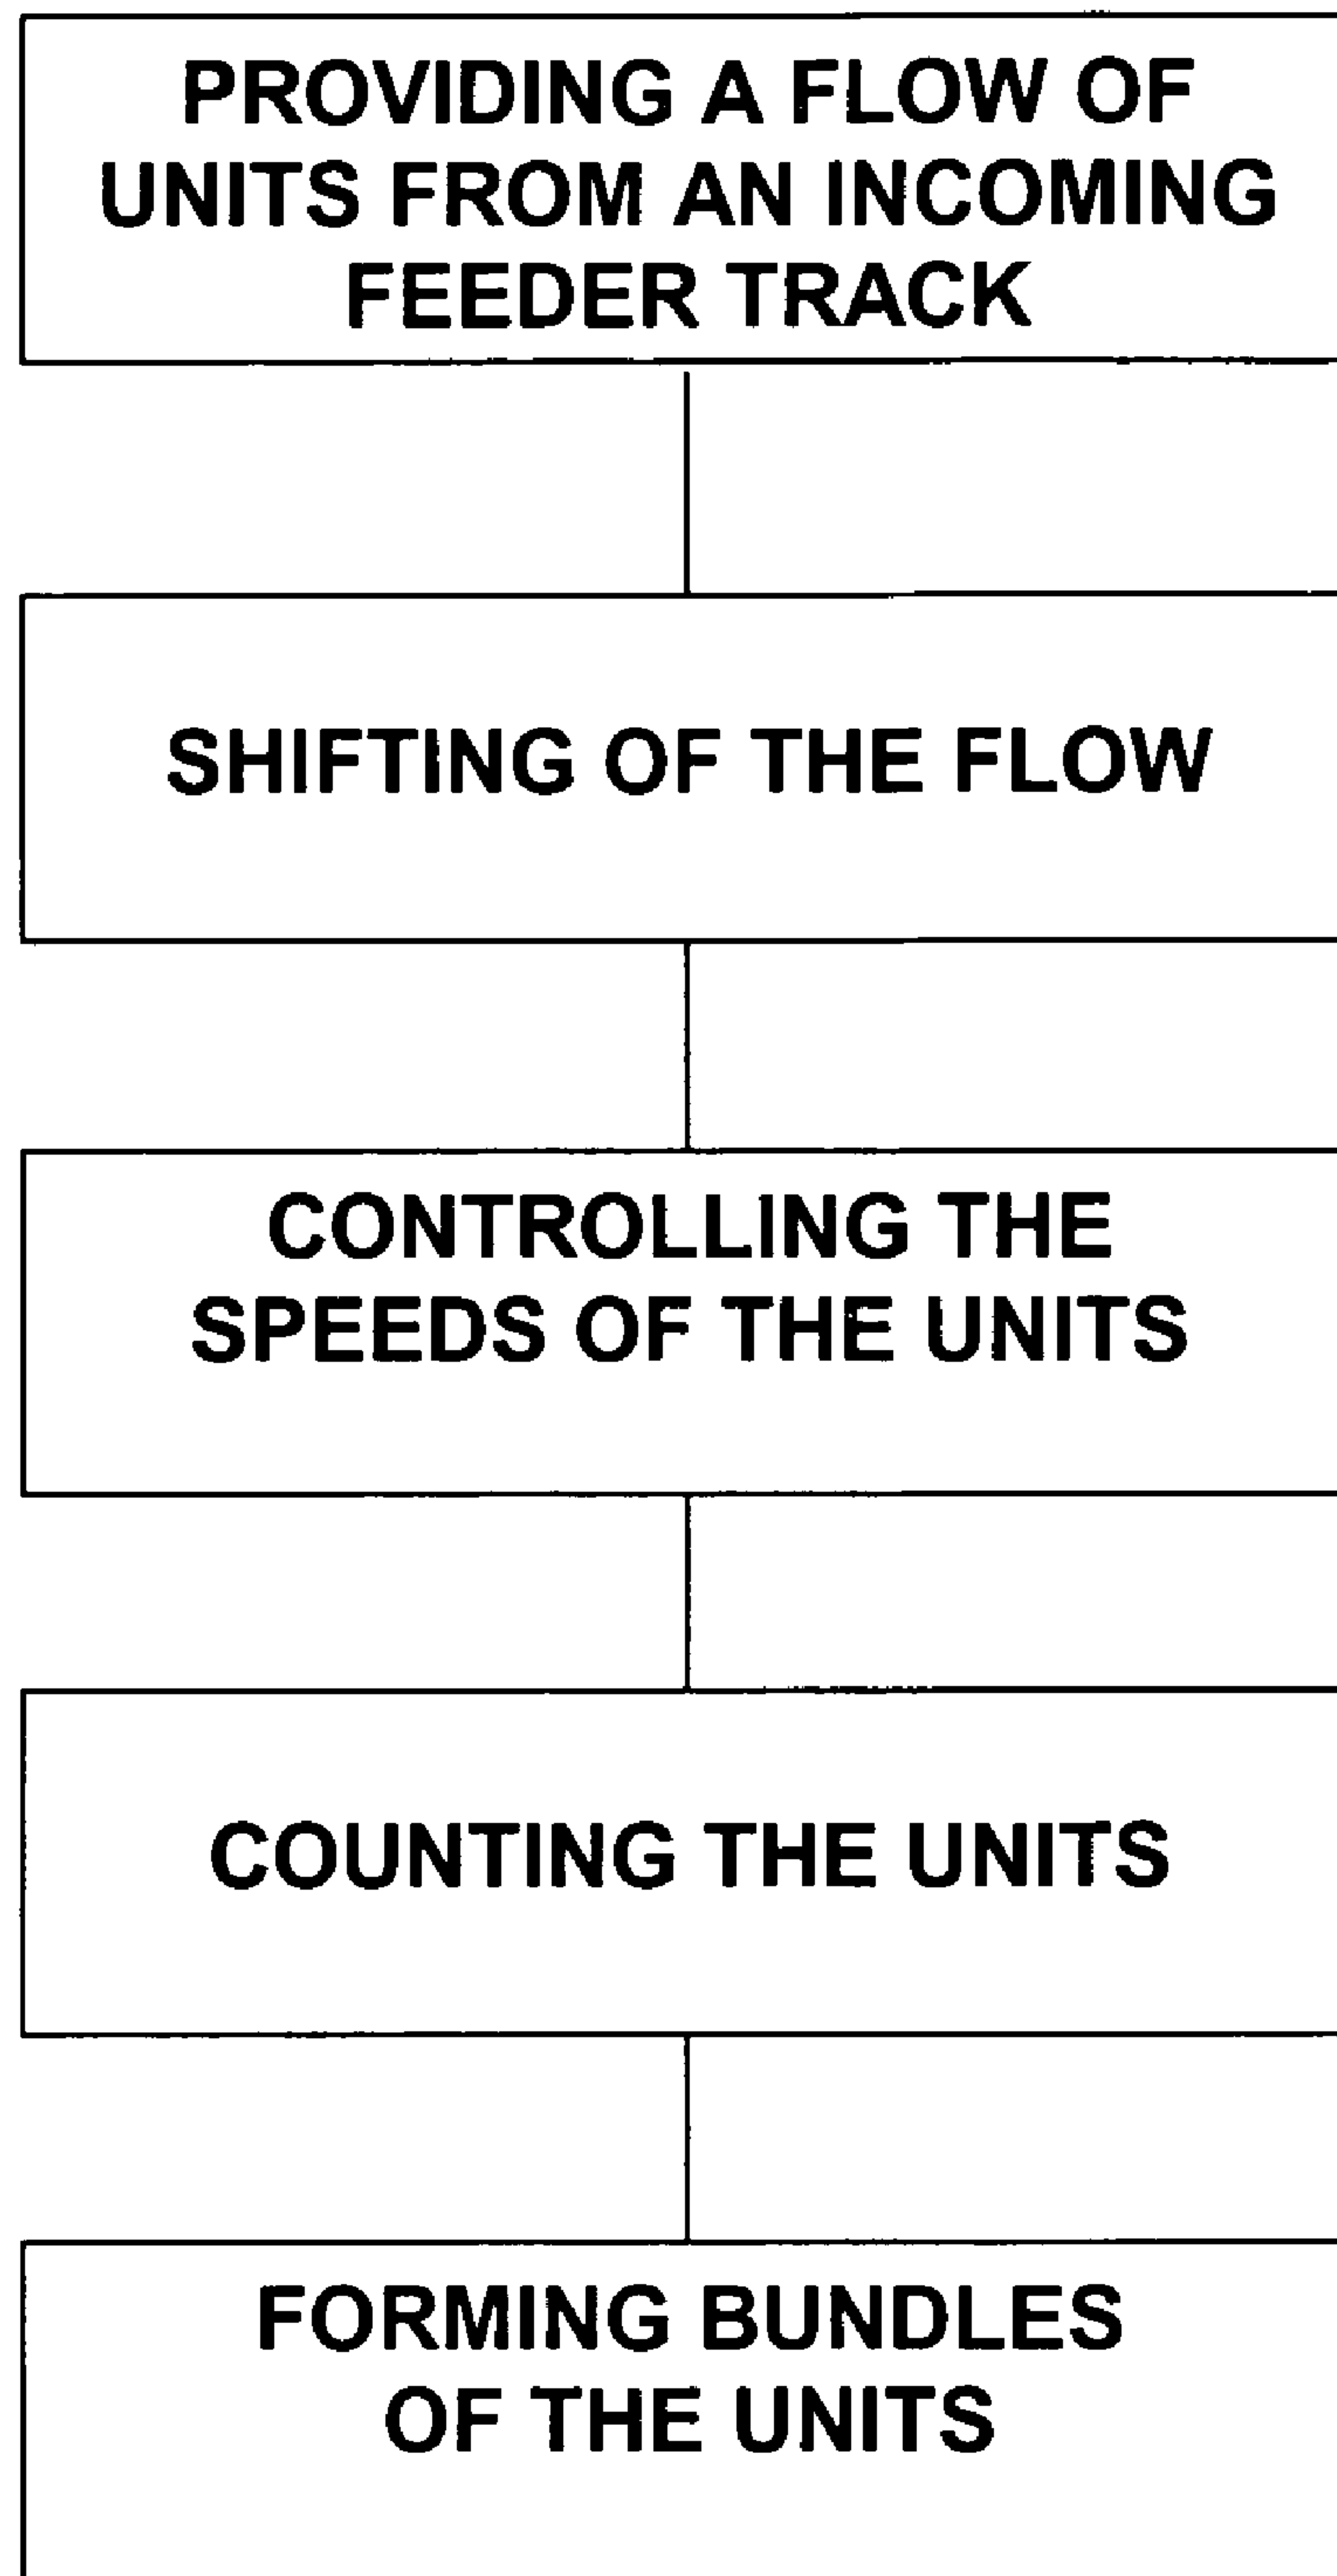 PROVIDING A FLOW OF
UNITS FROM AN INCOMING
FEEDER TRACK
SHIFTING OF THE FLOW
CONTROLLING THE
SPEEDS OF THE UNITS
COUNTING THE UNITS
FORMING BUNDLES
OF THE UNITS